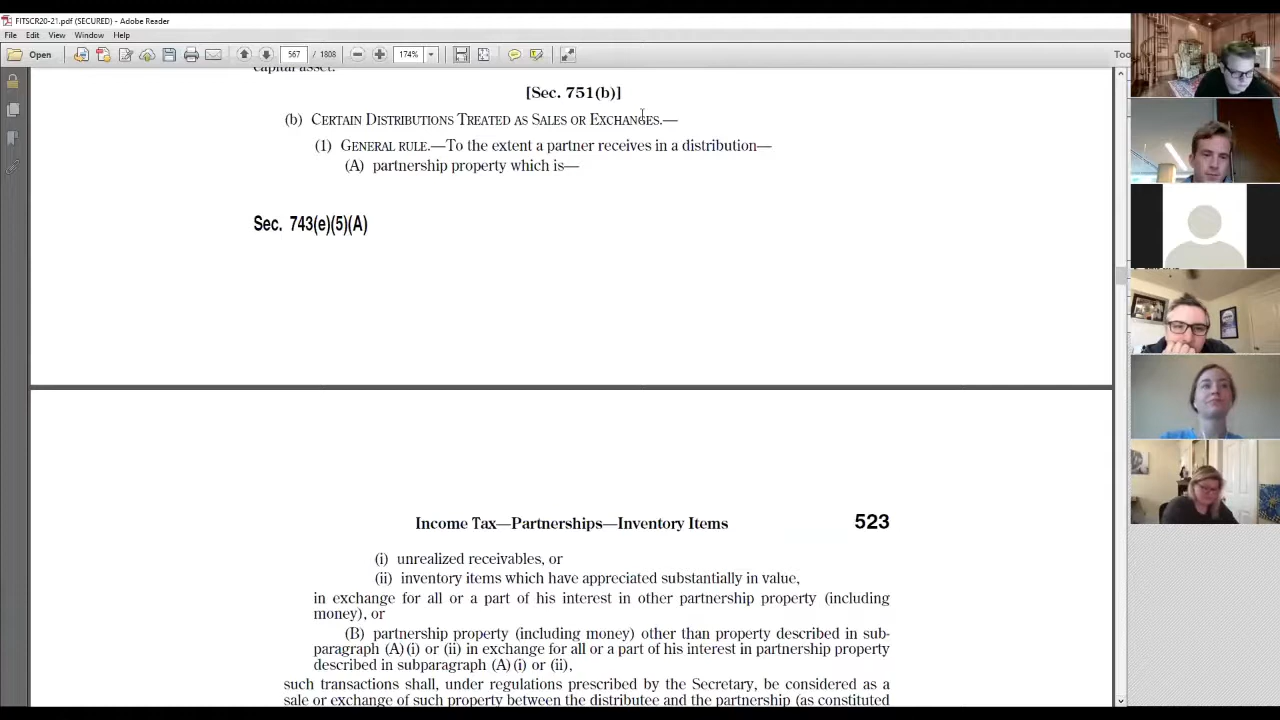 FITSCR20-21.pdf (SECURED) - Adobe Reader
File Edit View Window Help
Open 567 / 1808 174% Too
capital asset.
[Sec. 751(b)]
(b) CERTAIN DISTRIBUTIONS TREATED AS SALES OR EXCHANGES.—
(1) GENERAL RULE.—To the extent a partner receives in a distribution—
(A) partnership property which is—
Sec. 743(e)(5)(A)
Income Tax—Partnerships—Inventory Items 523
(i) unrealized receivables, or
(ii) inventory items which have appreciated substantially in value,
in exchange for all or a part of his interest in other partnership property (including
money), or
(B) partnership property (including money) other than property described in sub-
paragraph (A)(i) or (ii) in exchange for all or a part of his interest in partnership property
described in subparagraph (A)(i) or (ii),
such transactions shall, under regulations prescribed by the Secretary, be considered as a
sale or exchange of such property between the distributee and the partnership (as constituted